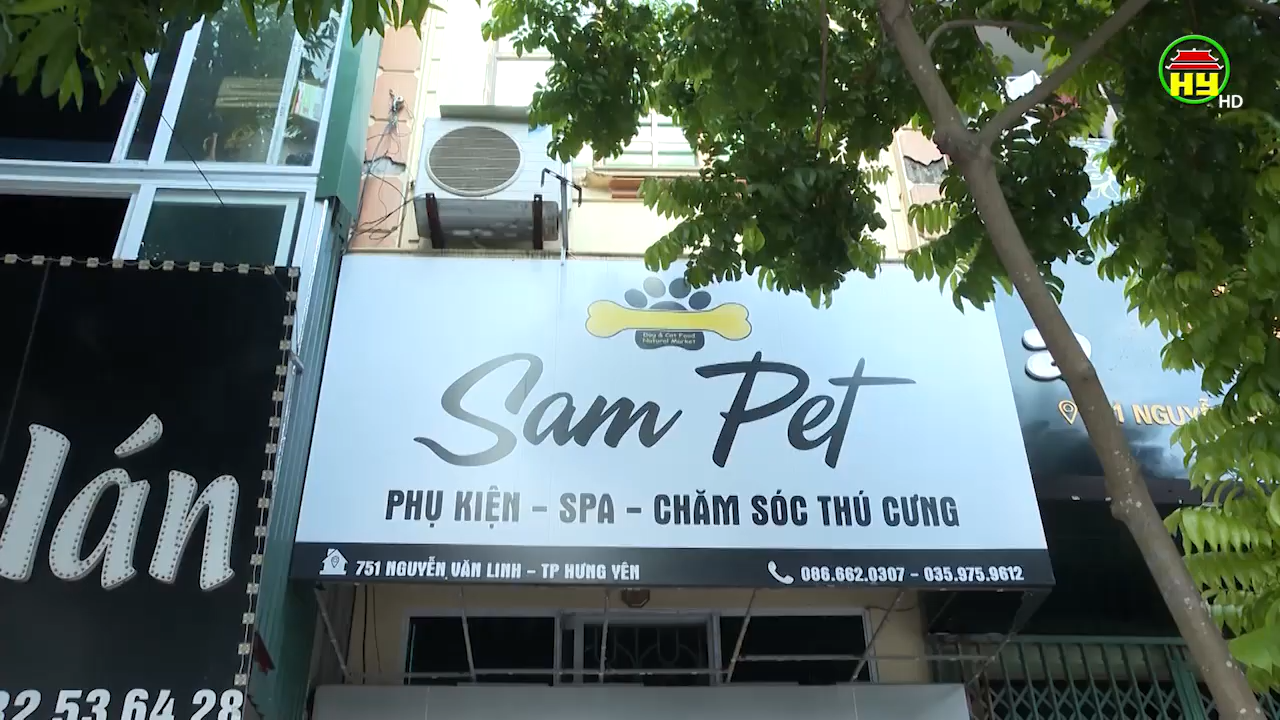 HY
HD
Dog & Cat Food
Natural Market
Sam Pet
PHỤ KIỆN - SPA - CHĂM SÓC THÚ CƯNG
751 NGUYỄN VĂN LINH - TP HƯNG YÊN
086.662.0307 - 035.975.9612
Hán
32 53 64 28